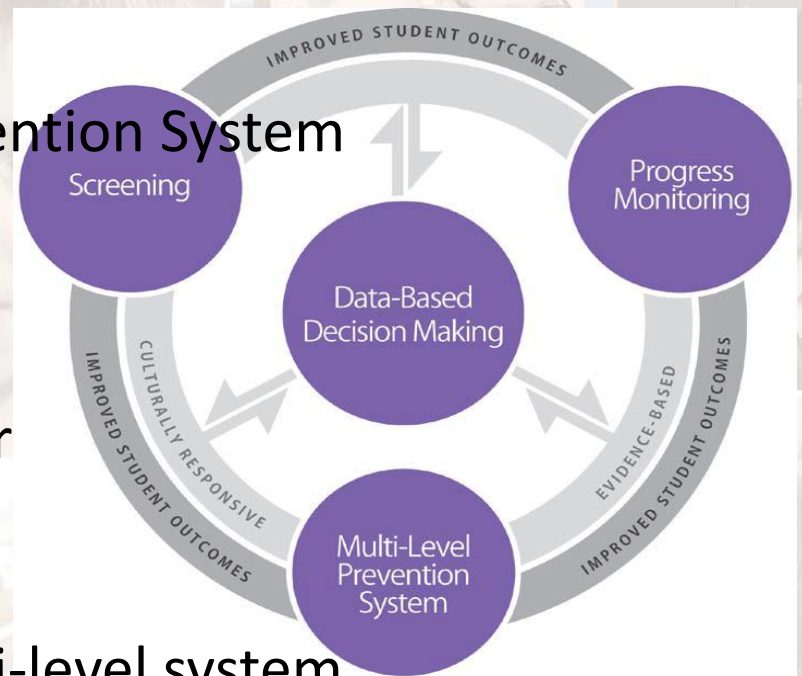 IMPROVED STUDENT OUTCOMES
System
Screening
Progress
Monitoring
Data-Based
Decision Making
IMPROVED STUDENT OUTCOMES
CULTURALLY RESPONSIVE
EVIDENCE-BASED
IMPROVED STUDENT OUTCOMES
Multi-Level
Prevention
System
-level system